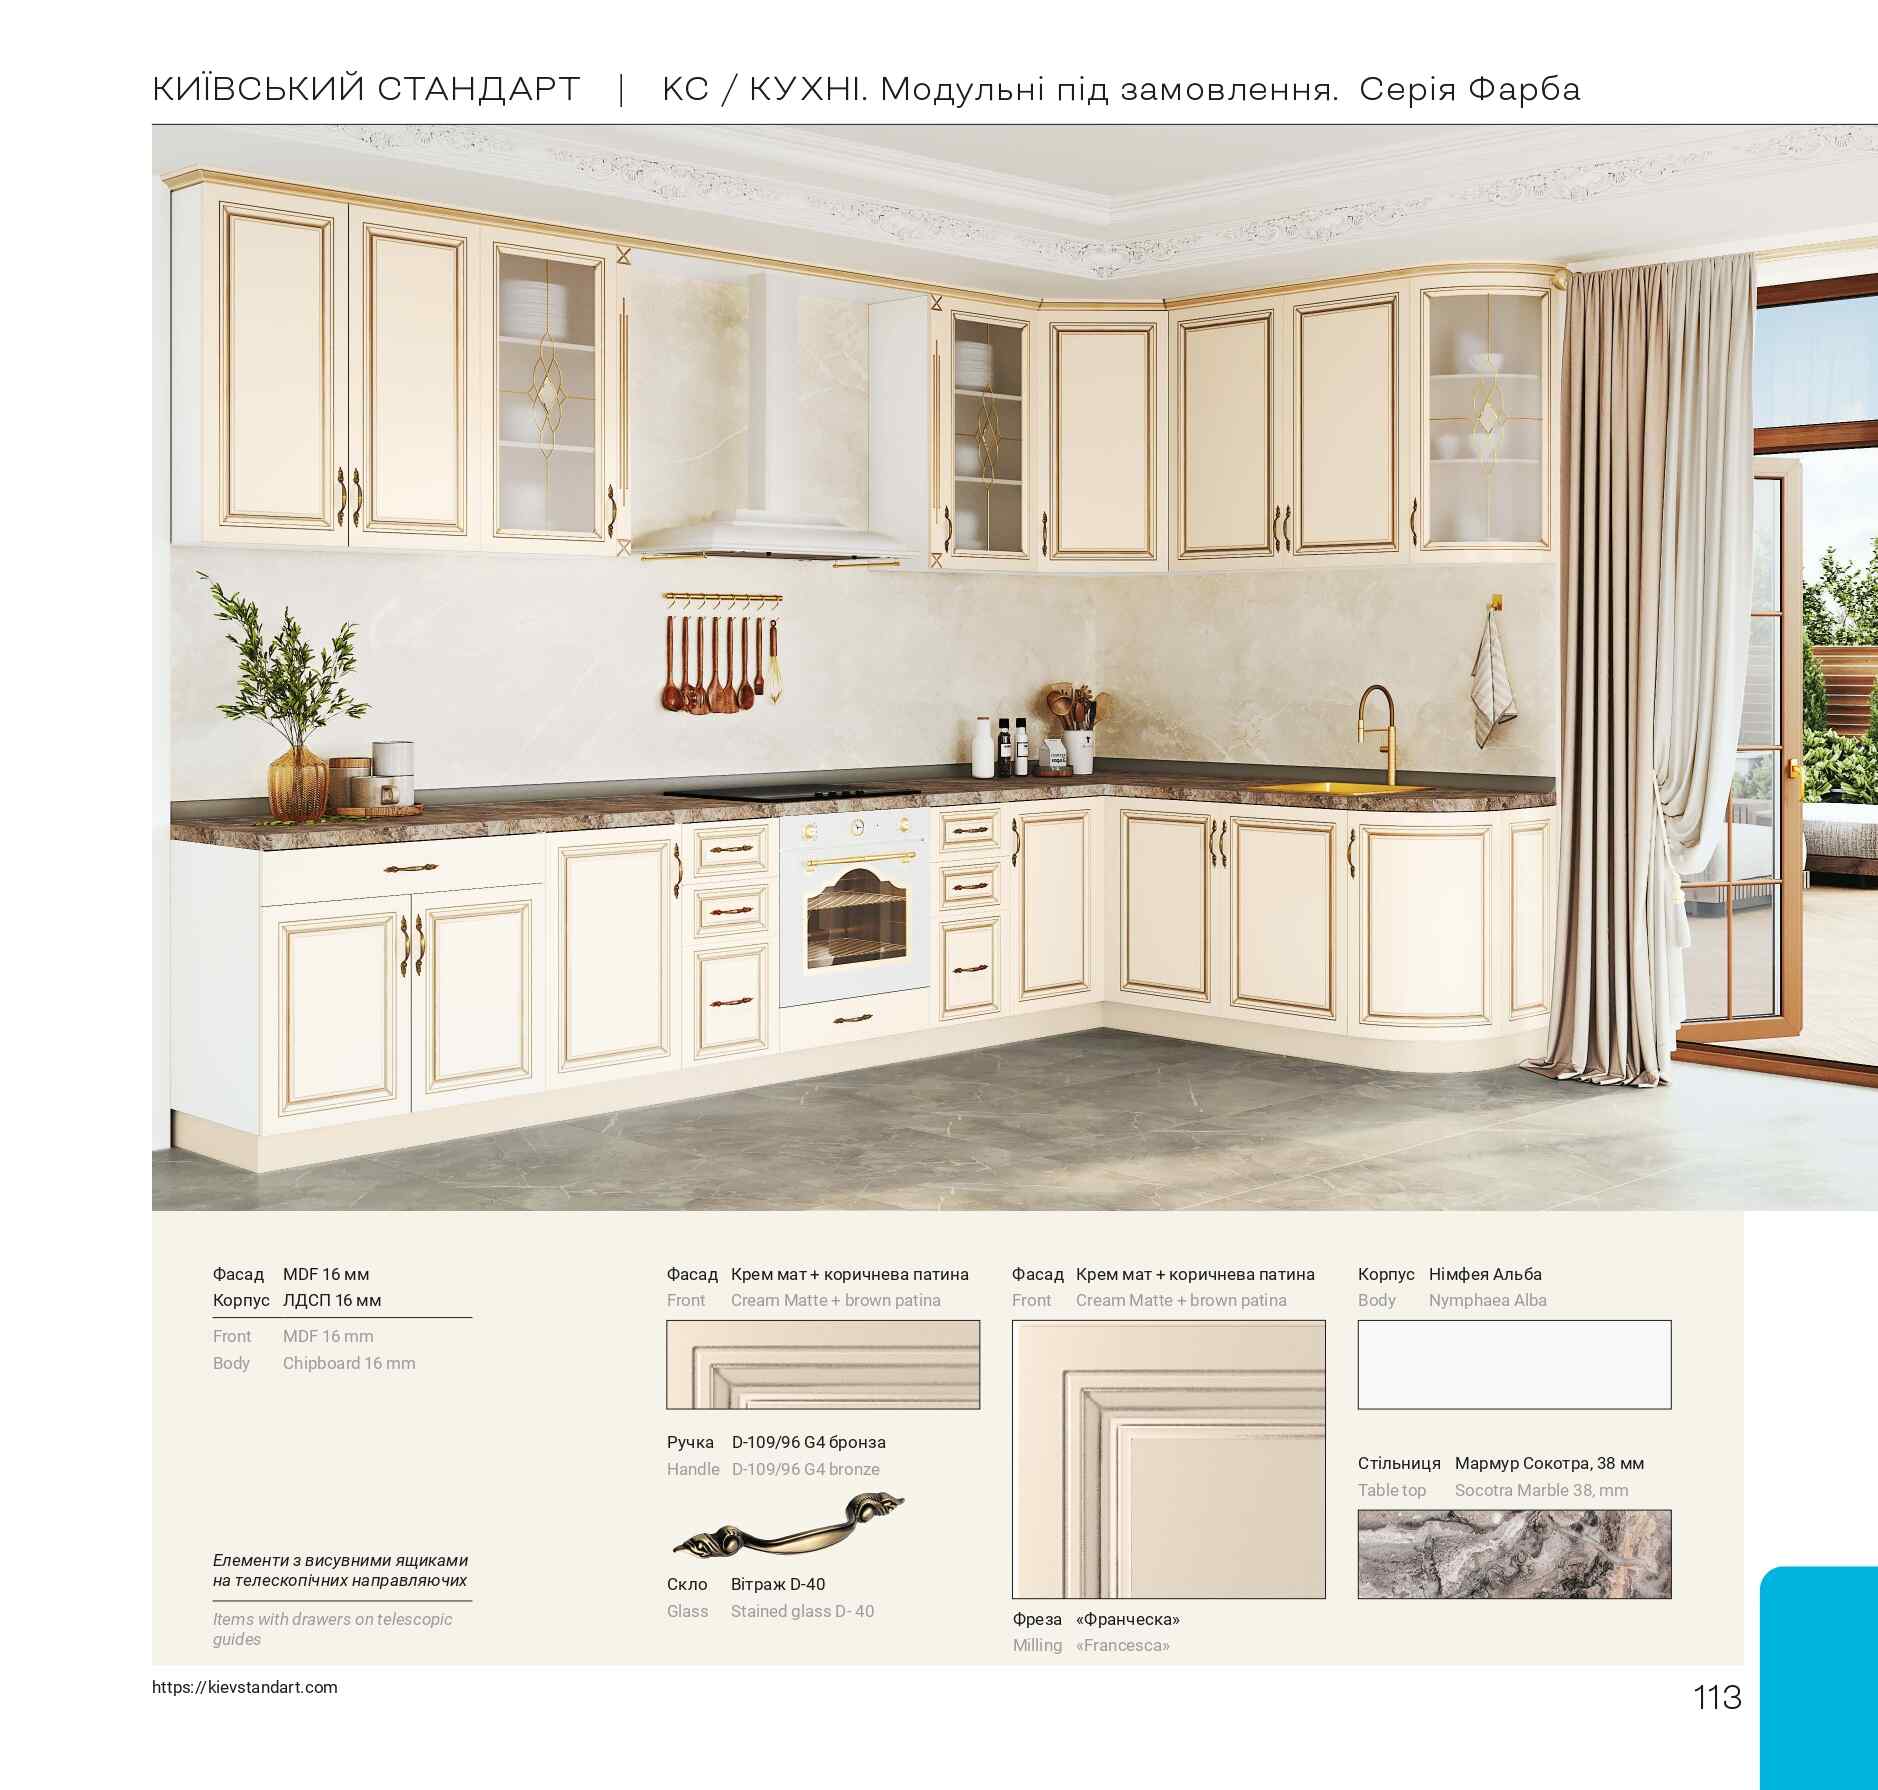 КИЇВСЬКИЙ СТАНДАРТ | КС / КУХНІ. Модульні під замовлення. Серія Фарба
Фасад MDF 16 мм
Корпус ЛДСП 16 мм
Front MDF 16 mm
Body Chipboard 16 mm
Елементи з висувними ящиками
на телескопічних направляючих
Items with drawers on telescopic
guides
Фасад Крем мат + коричнева патина
Front Cream Matte + brown patina
Ручка D-109/96 G4 бронза
Handle D-109/96 G4 bronze
Скло Вітраж D-40
Glass Stained glass D- 40
Фасад Крем мат + коричнева патина
Front Cream Matte + brown patina
Фреза «Франческа»
Milling «Francesca»
Корпус Німфея Альба
Body Nymphaea Alba
Стільниця Мармур Сокотра, 38 мм
Table top Socotra Marble 38, mm
https://kievstandart.com
113